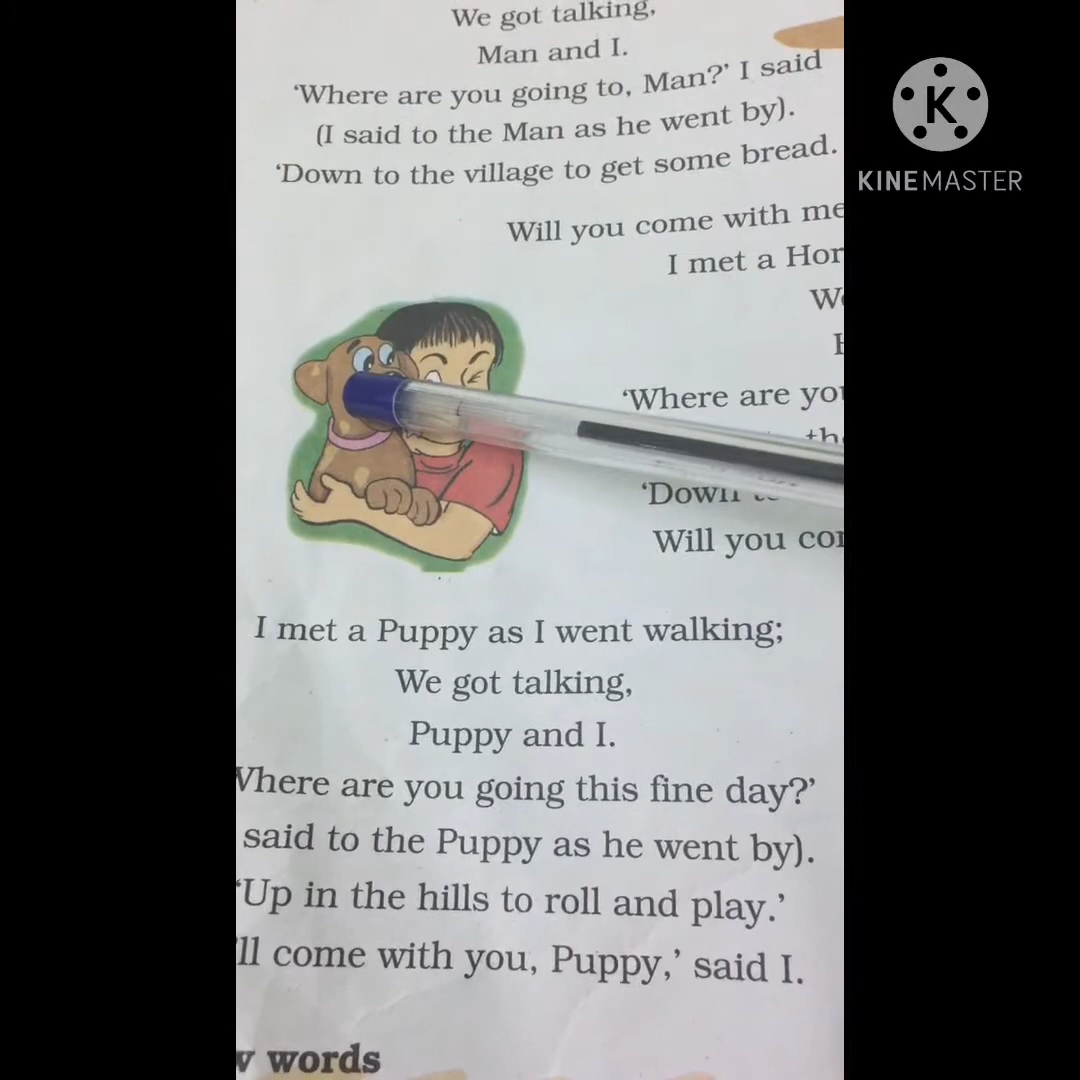 We got talking,
Man and I.
'Where are you going to, Man?' I said
(I said to the Man as he went by).
'Down to the village to get some bread.
Will you come with me
I met a Hor
W
'Where are you
'Down
Will you co
I met a Puppy as I went walking;
We got talking,
Puppy and I.
Where are you going this fine day?'
said to the Puppy as he went by).
'Up in the hills to roll and play.'
'll come with you, Puppy,' said I.
w words
K
KINEMASTER